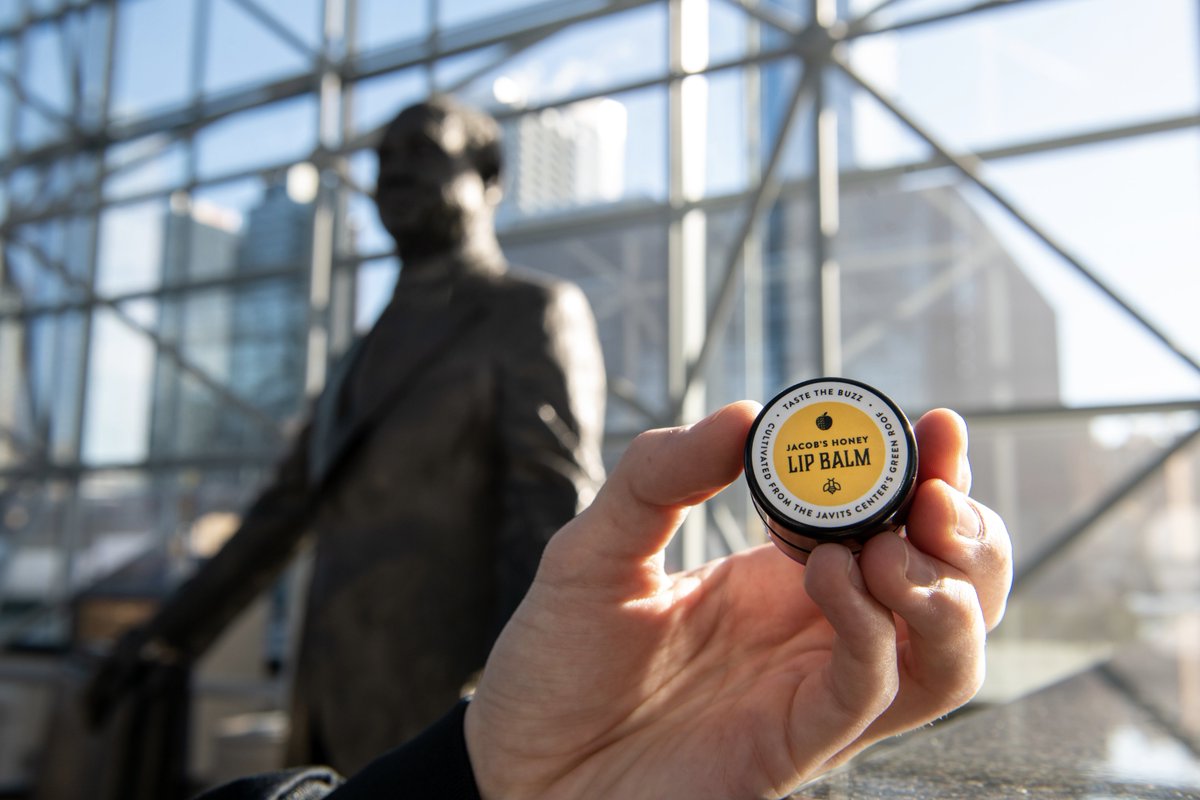 · TASTE THE BUZZ ·
CULTIVATED FROM THE JAVITS CENTER'S GREEN ROOF
JACOB'S HONEY
LIP BALM